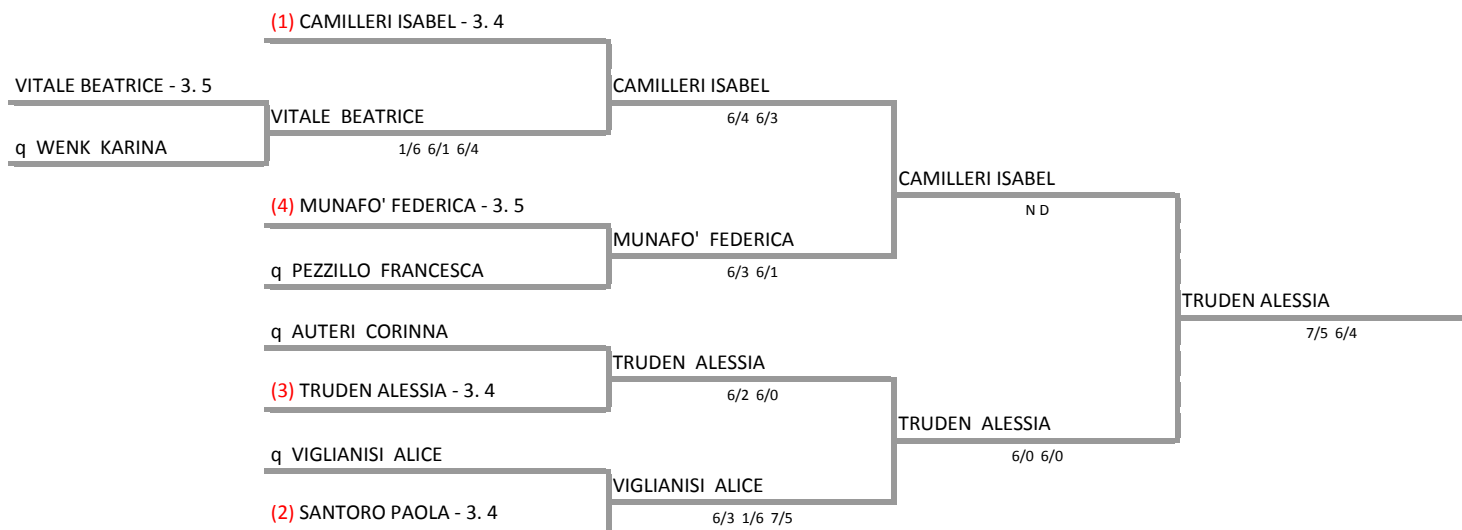 (1) CAMILLERI ISABEL - 3. 4
VITALE BEATRICE - 3. 5
CAMILLERI ISABEL
VITALE BEATRICE
6/4 6/3
q WENK KARINA
1/6 6/1 6/4
CAMILLERI ISABEL
(4) MUNAFO' FEDERICA - 3. 5
N D
MUNAFO' FEDERICA
q PEZZILLO FRANCESCA
6/3 6/1
TRUDEN ALESSIA
q AUTERI CORINNA
7/5 6/4
TRUDEN ALESSIA
(3) TRUDEN ALESSIA - 3. 4
6/2 6/0
TRUDEN ALESSIA
q VIGLIANISI ALICE
6/0 6/0
VIGLIANISI ALICE
(2) SANTORO PAOLA - 3. 4
6/3 1/6 7/5